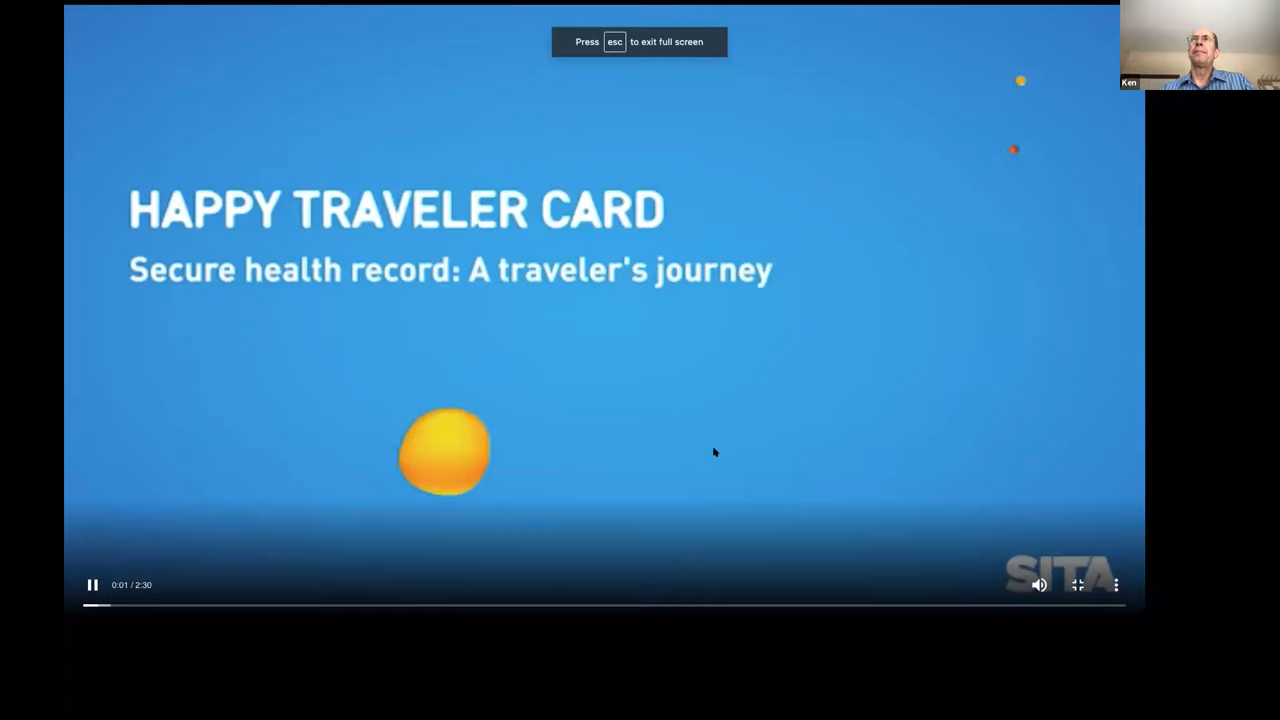 Press esc to exit full screen
Ken
HAPPY TRAVELER CARD
Secure health record: A traveler's journey
SITA
0:01 / 2:30